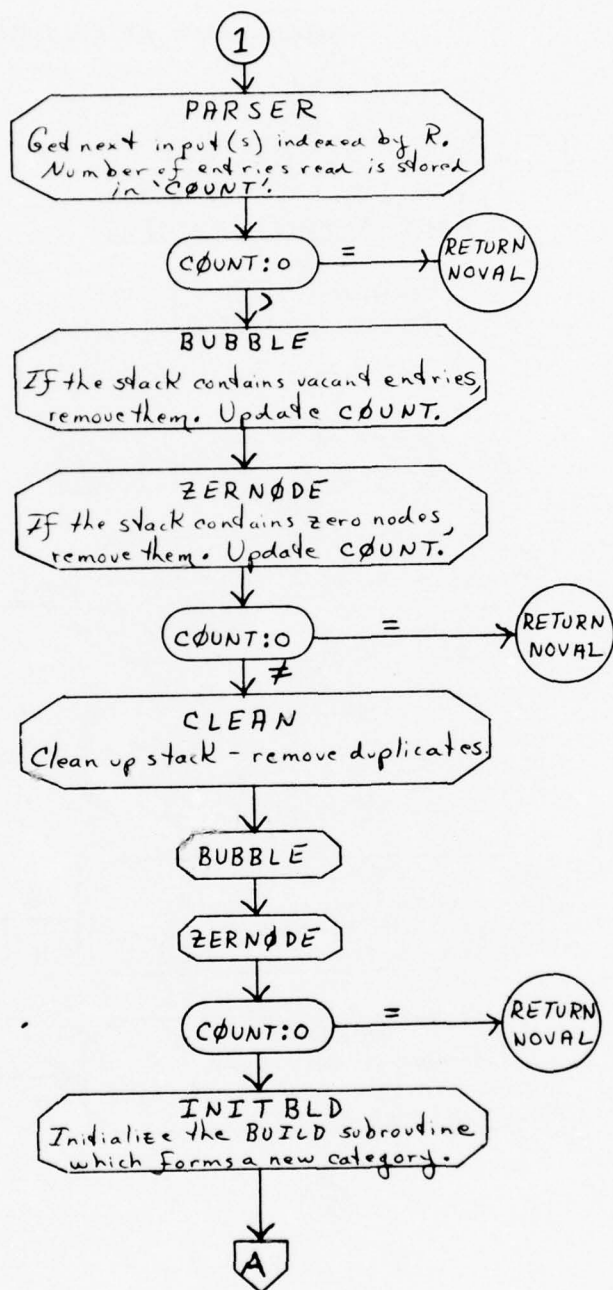 1
PARSER
Get next input(s) indexed by R.
Number of entries read is stored
in 'CØUNT'.
CØUNT:0
=
RETURN
NOVAL
>
BUBBLE
If the stack contains vacant entries,
remove them. Update CØUNT.
ZERNØDE
If the stack contains zero nodes,
remove them. Update CØUNT.
CØUNT:0
=
RETURN
NOVAL
≠
CLEAN
Clean up stack - remove duplicates.
BUBBLE
ZERNØDE
CØUNT:0
=
RETURN
NOVAL
INITBLD
Initialize the BUILD subroutine
which forms a new category.
A